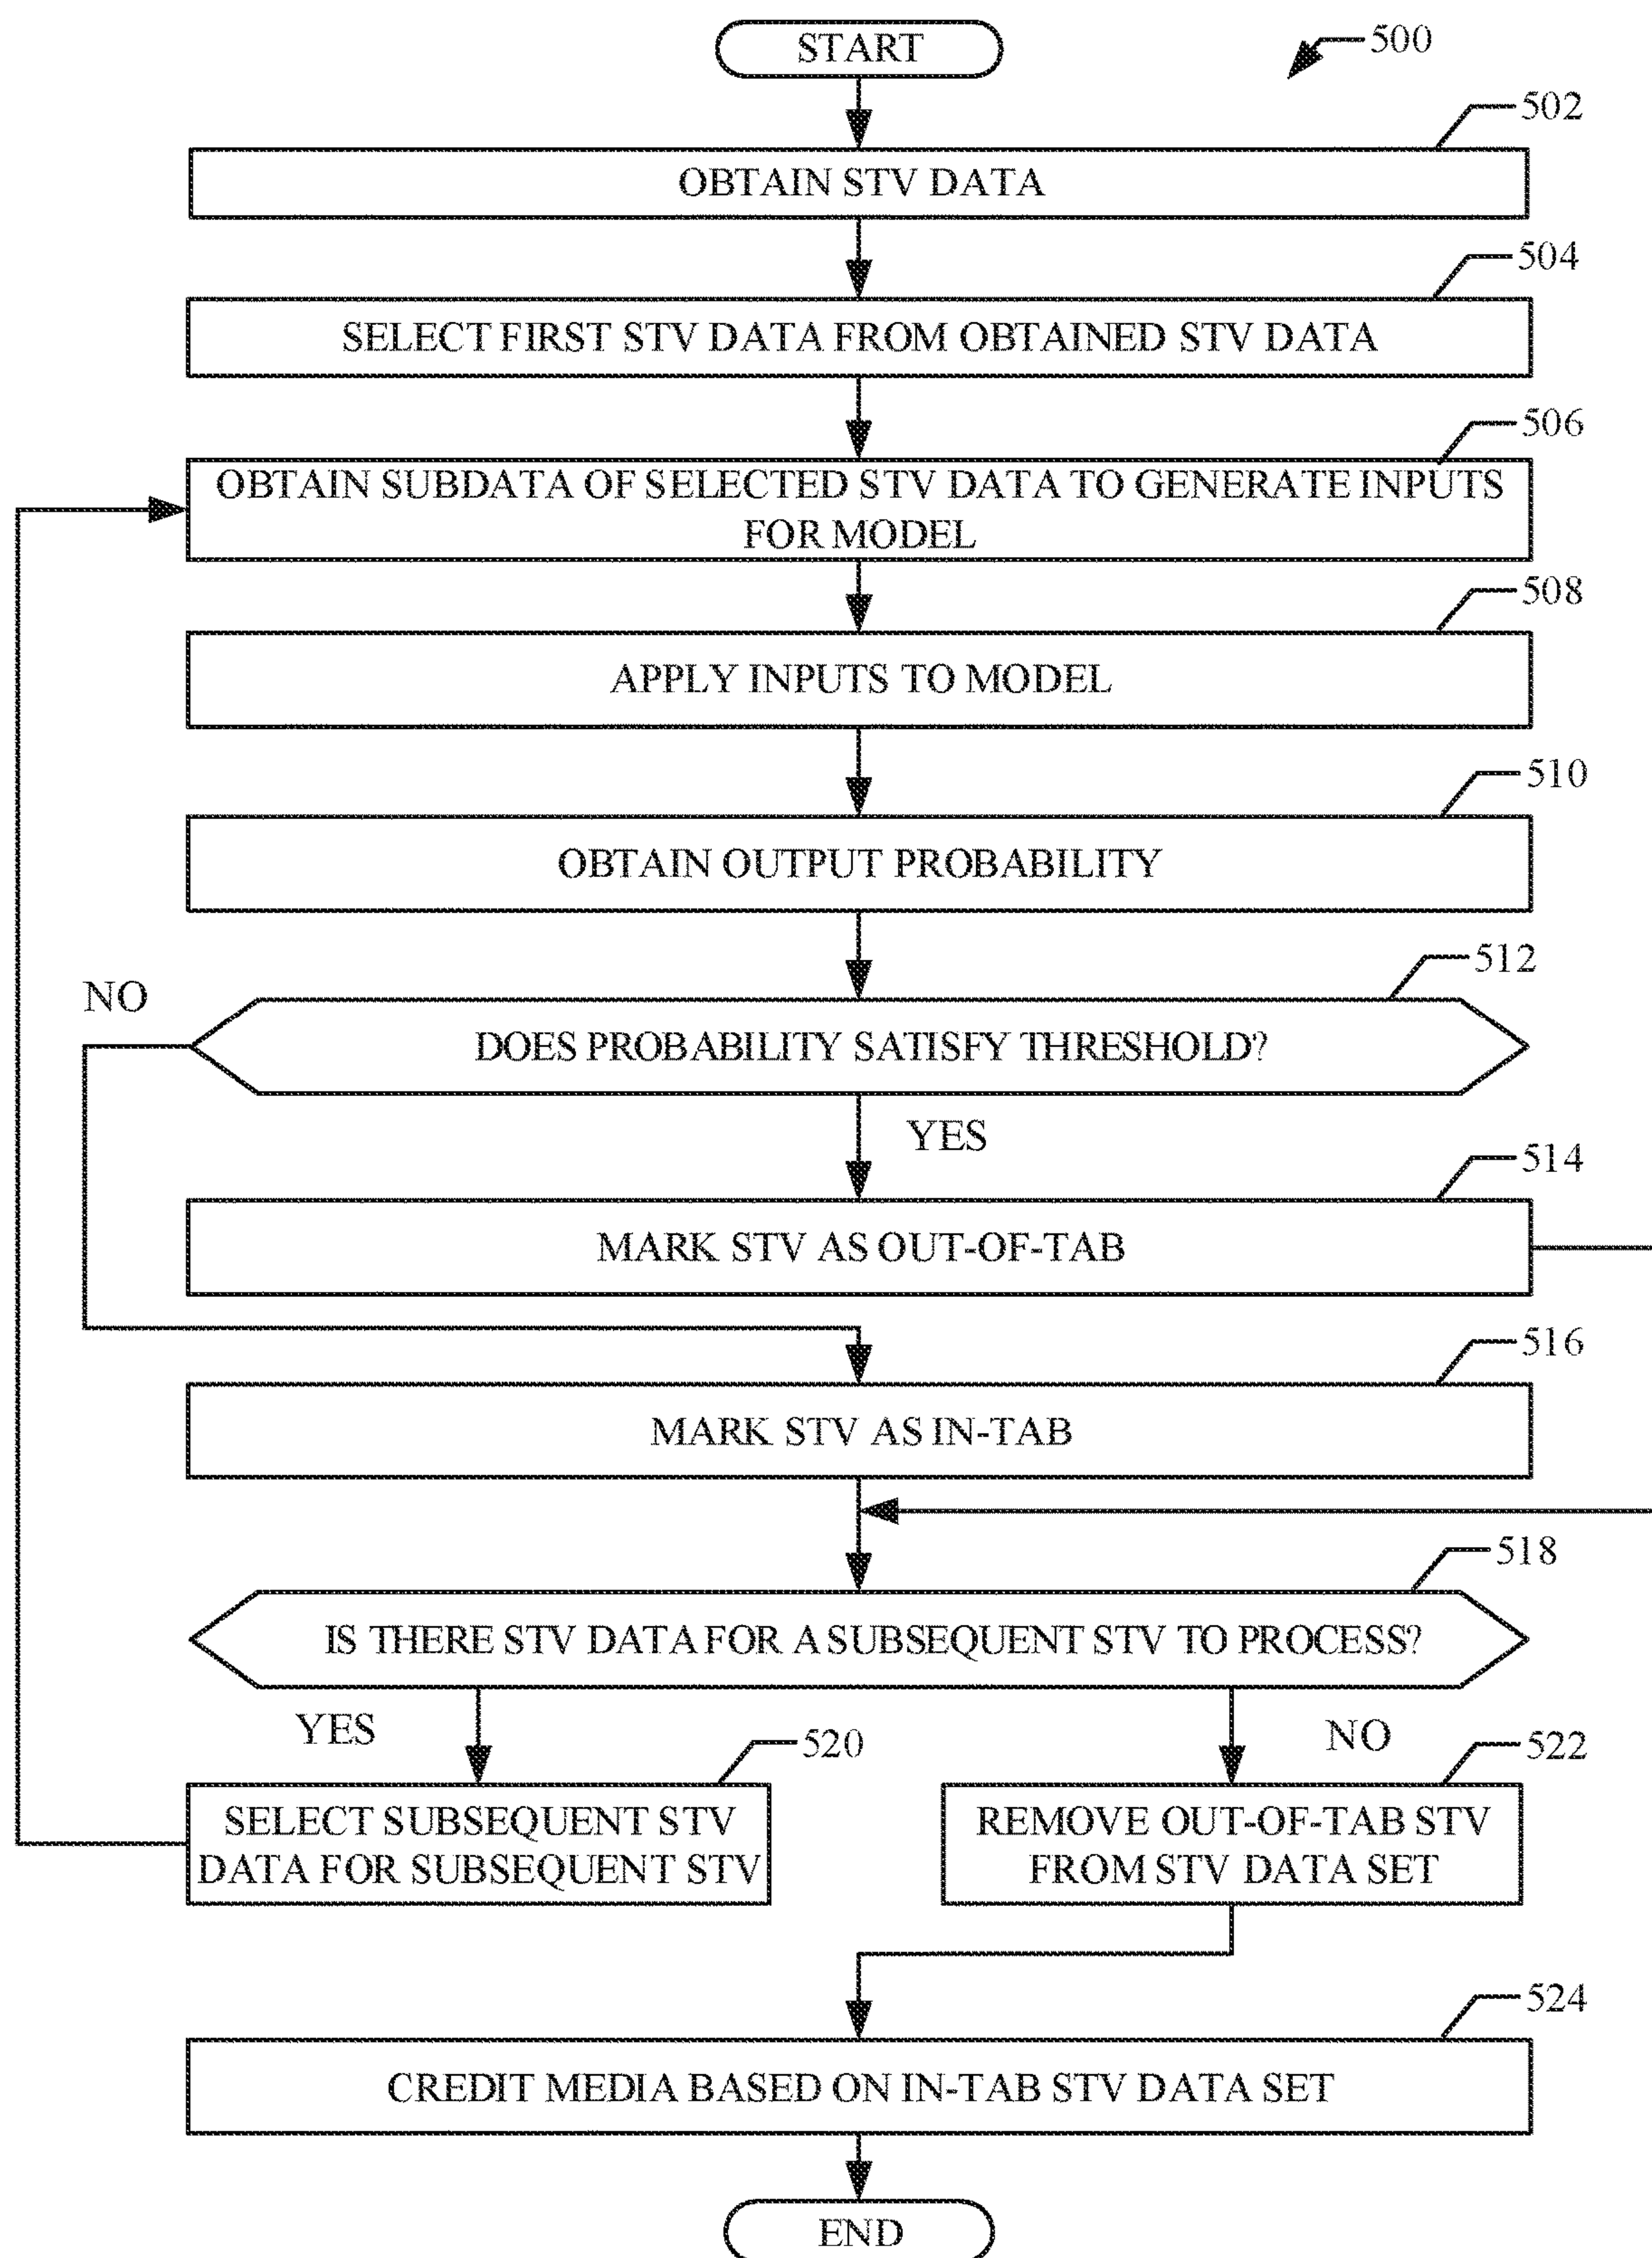 START
500
502
OBTAIN STV DATA
504
SELECT FIRST STV DATA FROM OBTAINED STV DATA
506
OBTAIN SUBDATA OF SELECTED STV DATA TO GENERATE INPUTS
FOR MODEL
508
APPLY INPUTS TO MODEL
510
OBTAIN OUTPUT PROBABILITY
512
NO
DOES PROBABILITY SATISFY THRESHOLD?
YES
514
MARK STV AS OUT-OF-TAB
516
MARK STV AS IN-TAB
518
IS THERE STV DATA FOR A SUBSEQUENT STV TO PROCESS?
YES
520
NO
522
SELECT SUBSEQUENT STV
DATA FOR SUBSEQUENT STV
REMOVE OUT-OF-TAB STV
FROM STV DATA SET
524
CREDIT MEDIA BASED ON IN-TAB STV DATA SET
END